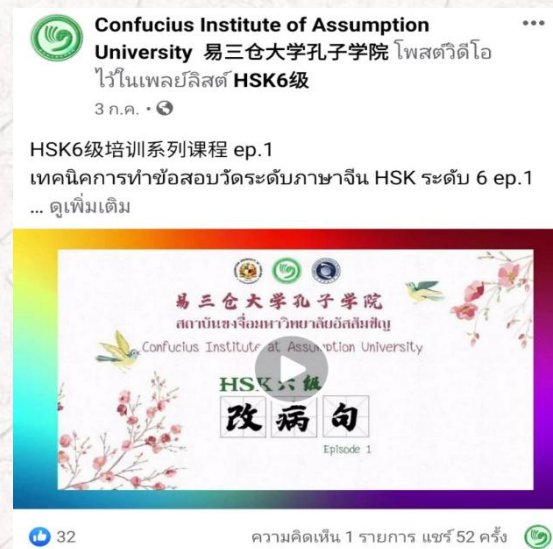 Confucius Institute of Assumption
University 易三仓大学孔子学院 โพสต์วิดีโอ
ไว้ในเพลย์ลิสต์ HSK6级
3 ก.ค. ·
HSK6级培训系列课程 ep.1
เทคนิคการทำข้อสอบวัดระดับภาษาจีน HSK ระดับ 6 ep.1
... ดูเพิ่มเติม
易三仓大学孔子学院
สถาบันขงจื่อมหาวิทยาลัยอัสสัมชัญ
Confucius Institute at Assumption University
HSK六级
改病句
Episode 1
32
ความคิดเห็น 1 รายการ แชร์ 52 ครั้ง